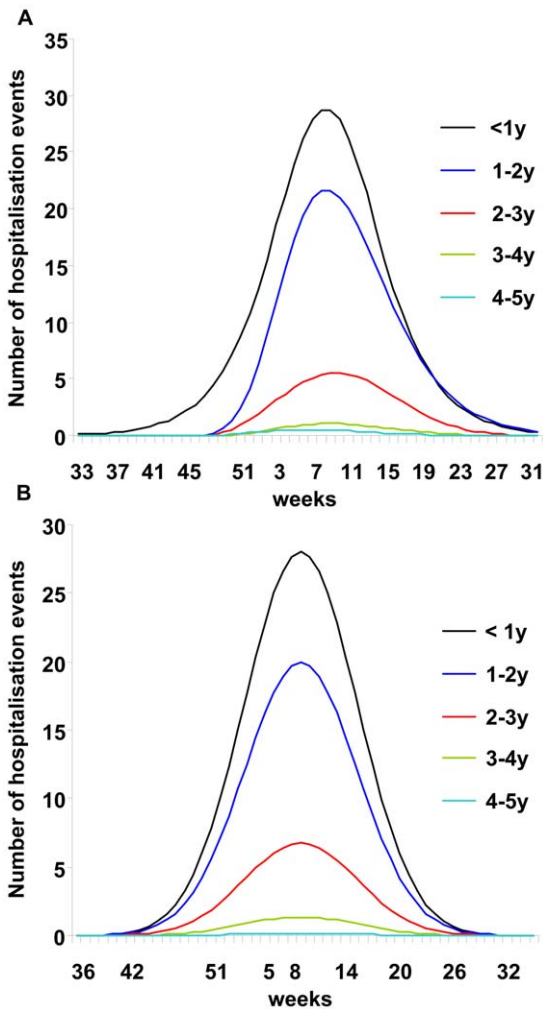 A
Number of hospitalisation events
35
30
25
20
15
10
5
0
<1y
1-2y
2-3y
3-4y
4-5y
33 37 41 45 51 3 7 11 15 19 23 27 31
weeks
B
Number of hospitalisation events
30
25
20
15
10
5
0
< 1y
1-2y
2-3y
3-4y
4-5y
36 42 51 5 8 14 20 26 32
weeks